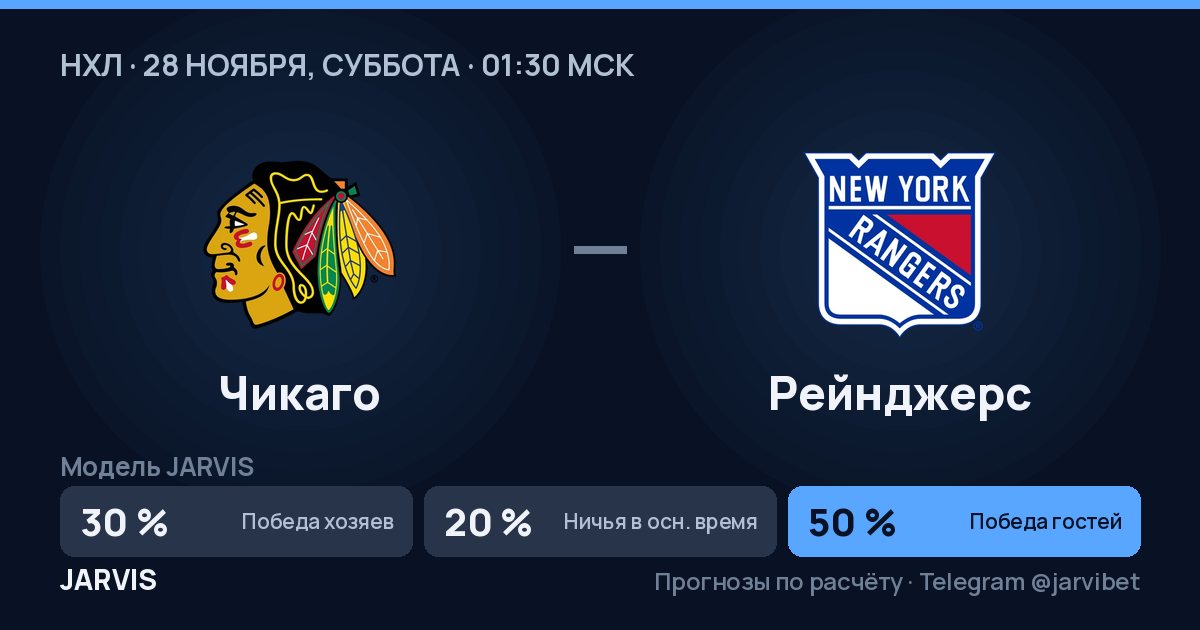 НХЛ · 28 НОЯБРЯ, СУББОТА · 01:30 МСК
NEW YORK
RANGERS
Чикаго
Рейнджерс
Модель JARVIS
30 % Победа хозяев
20 % Ничья в осн. время
50 % Победа гостей
JARVIS
Прогнозы по расчёту · Telegram @jarvibet